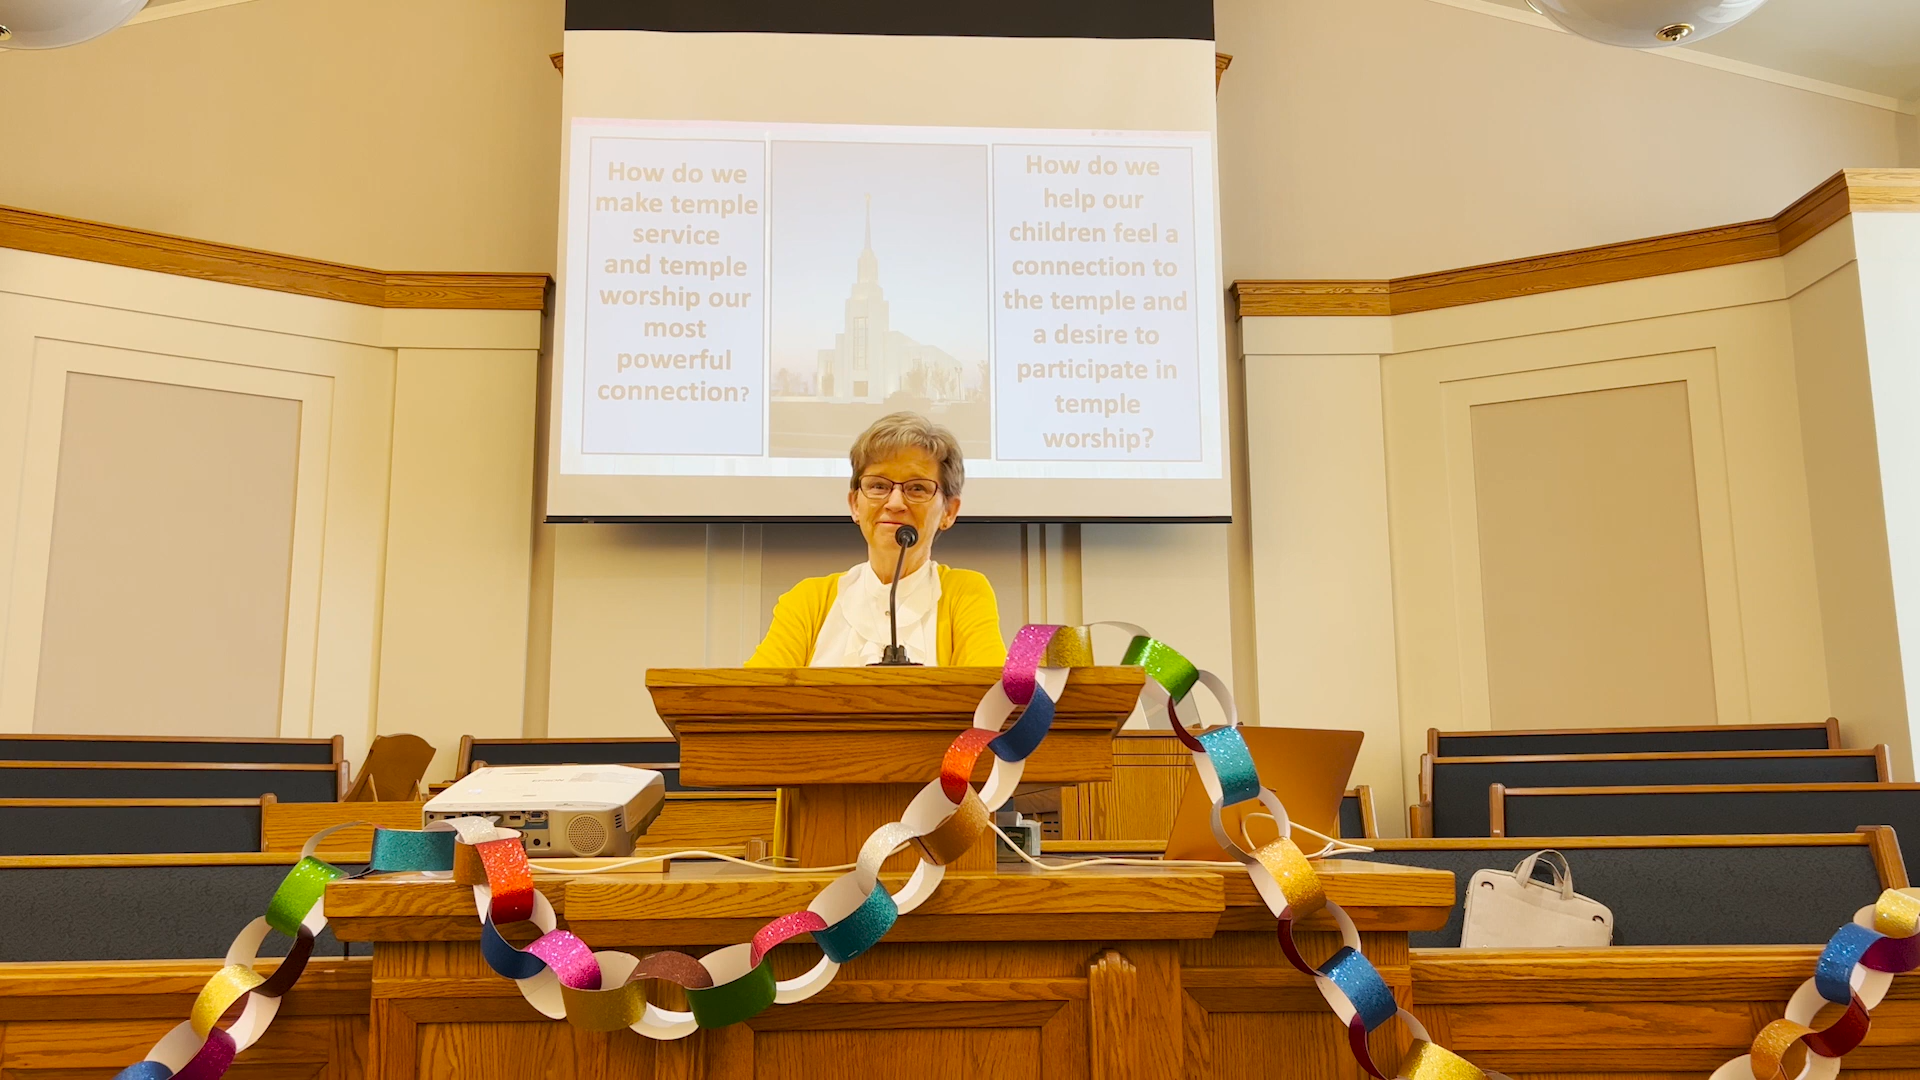 How do we
make temple
service
and temple
worship our
most
powerful
connection?
How do we
help our
children feel a
connection to
the temple and
a desire to
participate in
temple
worship?